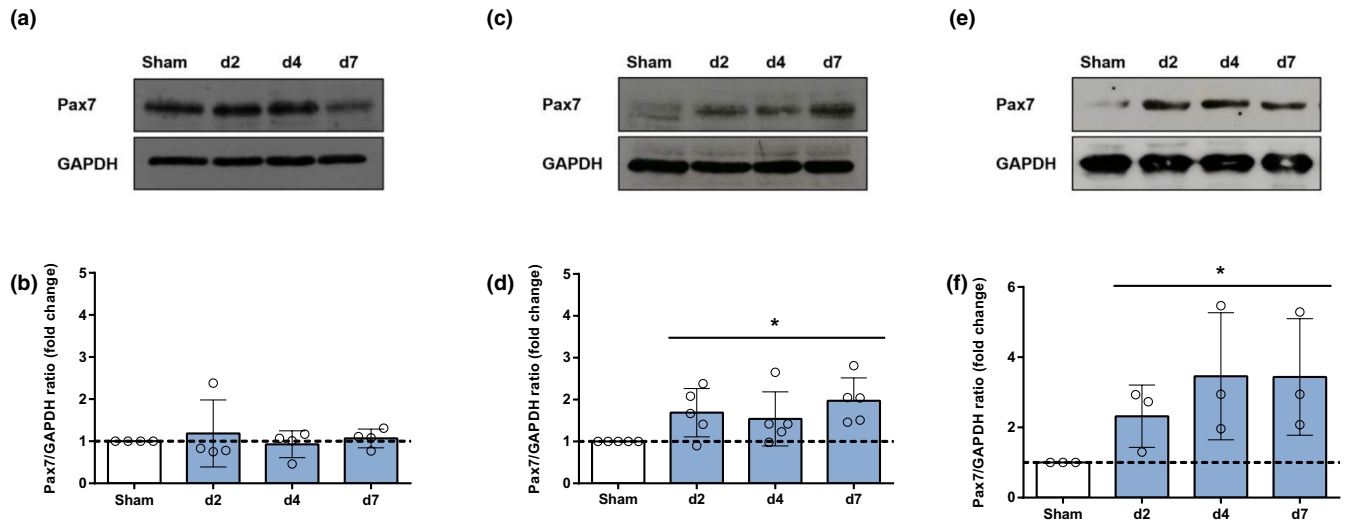 (a)
Sham d2 d4 d7
Pax7
GAPDH
(c)
Sham d2 d4 d7
Pax7
GAPDH
(e)
Sham d2 d4 d7
Pax7
GAPDH
(b)
Pax7/GAPDH ratio (fold change)
5
4
3
2
1
0
Sham d2 d4 d7
(d)
Pax7/GAPDH ratio (fold change)
5
4
3
2
1
0
*
Sham d2 d4 d7
(f)
Pax7/GAPDH ratio (fold change)
6
4
2
0
*
Sham d2 d4 d7